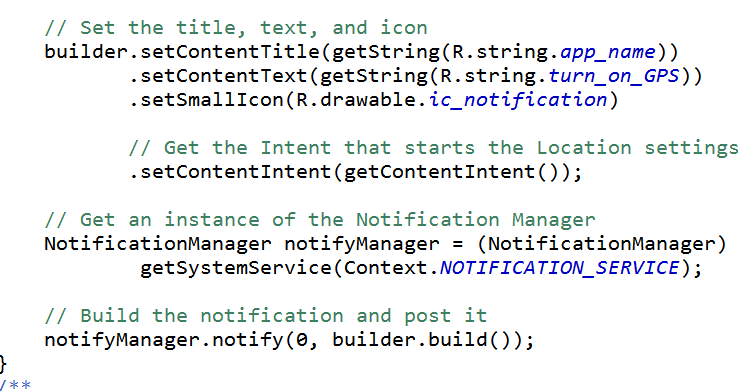 // Set the title, text, and icon
builder.setContentTitle(getString(R.string.app_name))
.setContentText(getString(R.string.turn_on_GPS))
.setSmallIcon(R.drawable.ic_notification)
// Get the Intent that starts the Location settings
.setContentIntent(getContentIntent());
// Get an instance of the Notification Manager
NotificationManager notifyManager = (NotificationManager)
getSystemService(Context.NOTIFICATION_SERVICE);
// Build the notification and post it
notifyManager.notify(0, builder.build());
}
/**